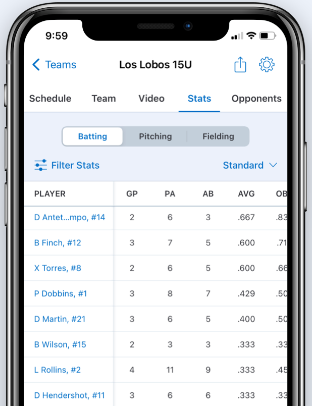 9:59
Teams Los Lobos 15U
Schedule Team Video Stats Opponents
Batting Pitching Fielding
Filter Stats Standard
PLAYER GP PA AB AVG OB
D Antet...mpo, #14 2 6 3 .667 .83
B Finch, #12 3 7 5 .600 .71
X Torres, #8 2 6 5 .600 .66
P Dobbins, #1 3 8 7 .429 .50
D Martin, #21 3 6 5 .400 .50
B Wilson, #15 2 3 3 .333 .33
L Rollins, #2 4 11 9 .333 .45
D Hendershot, #11 3 6 6 .333 .33